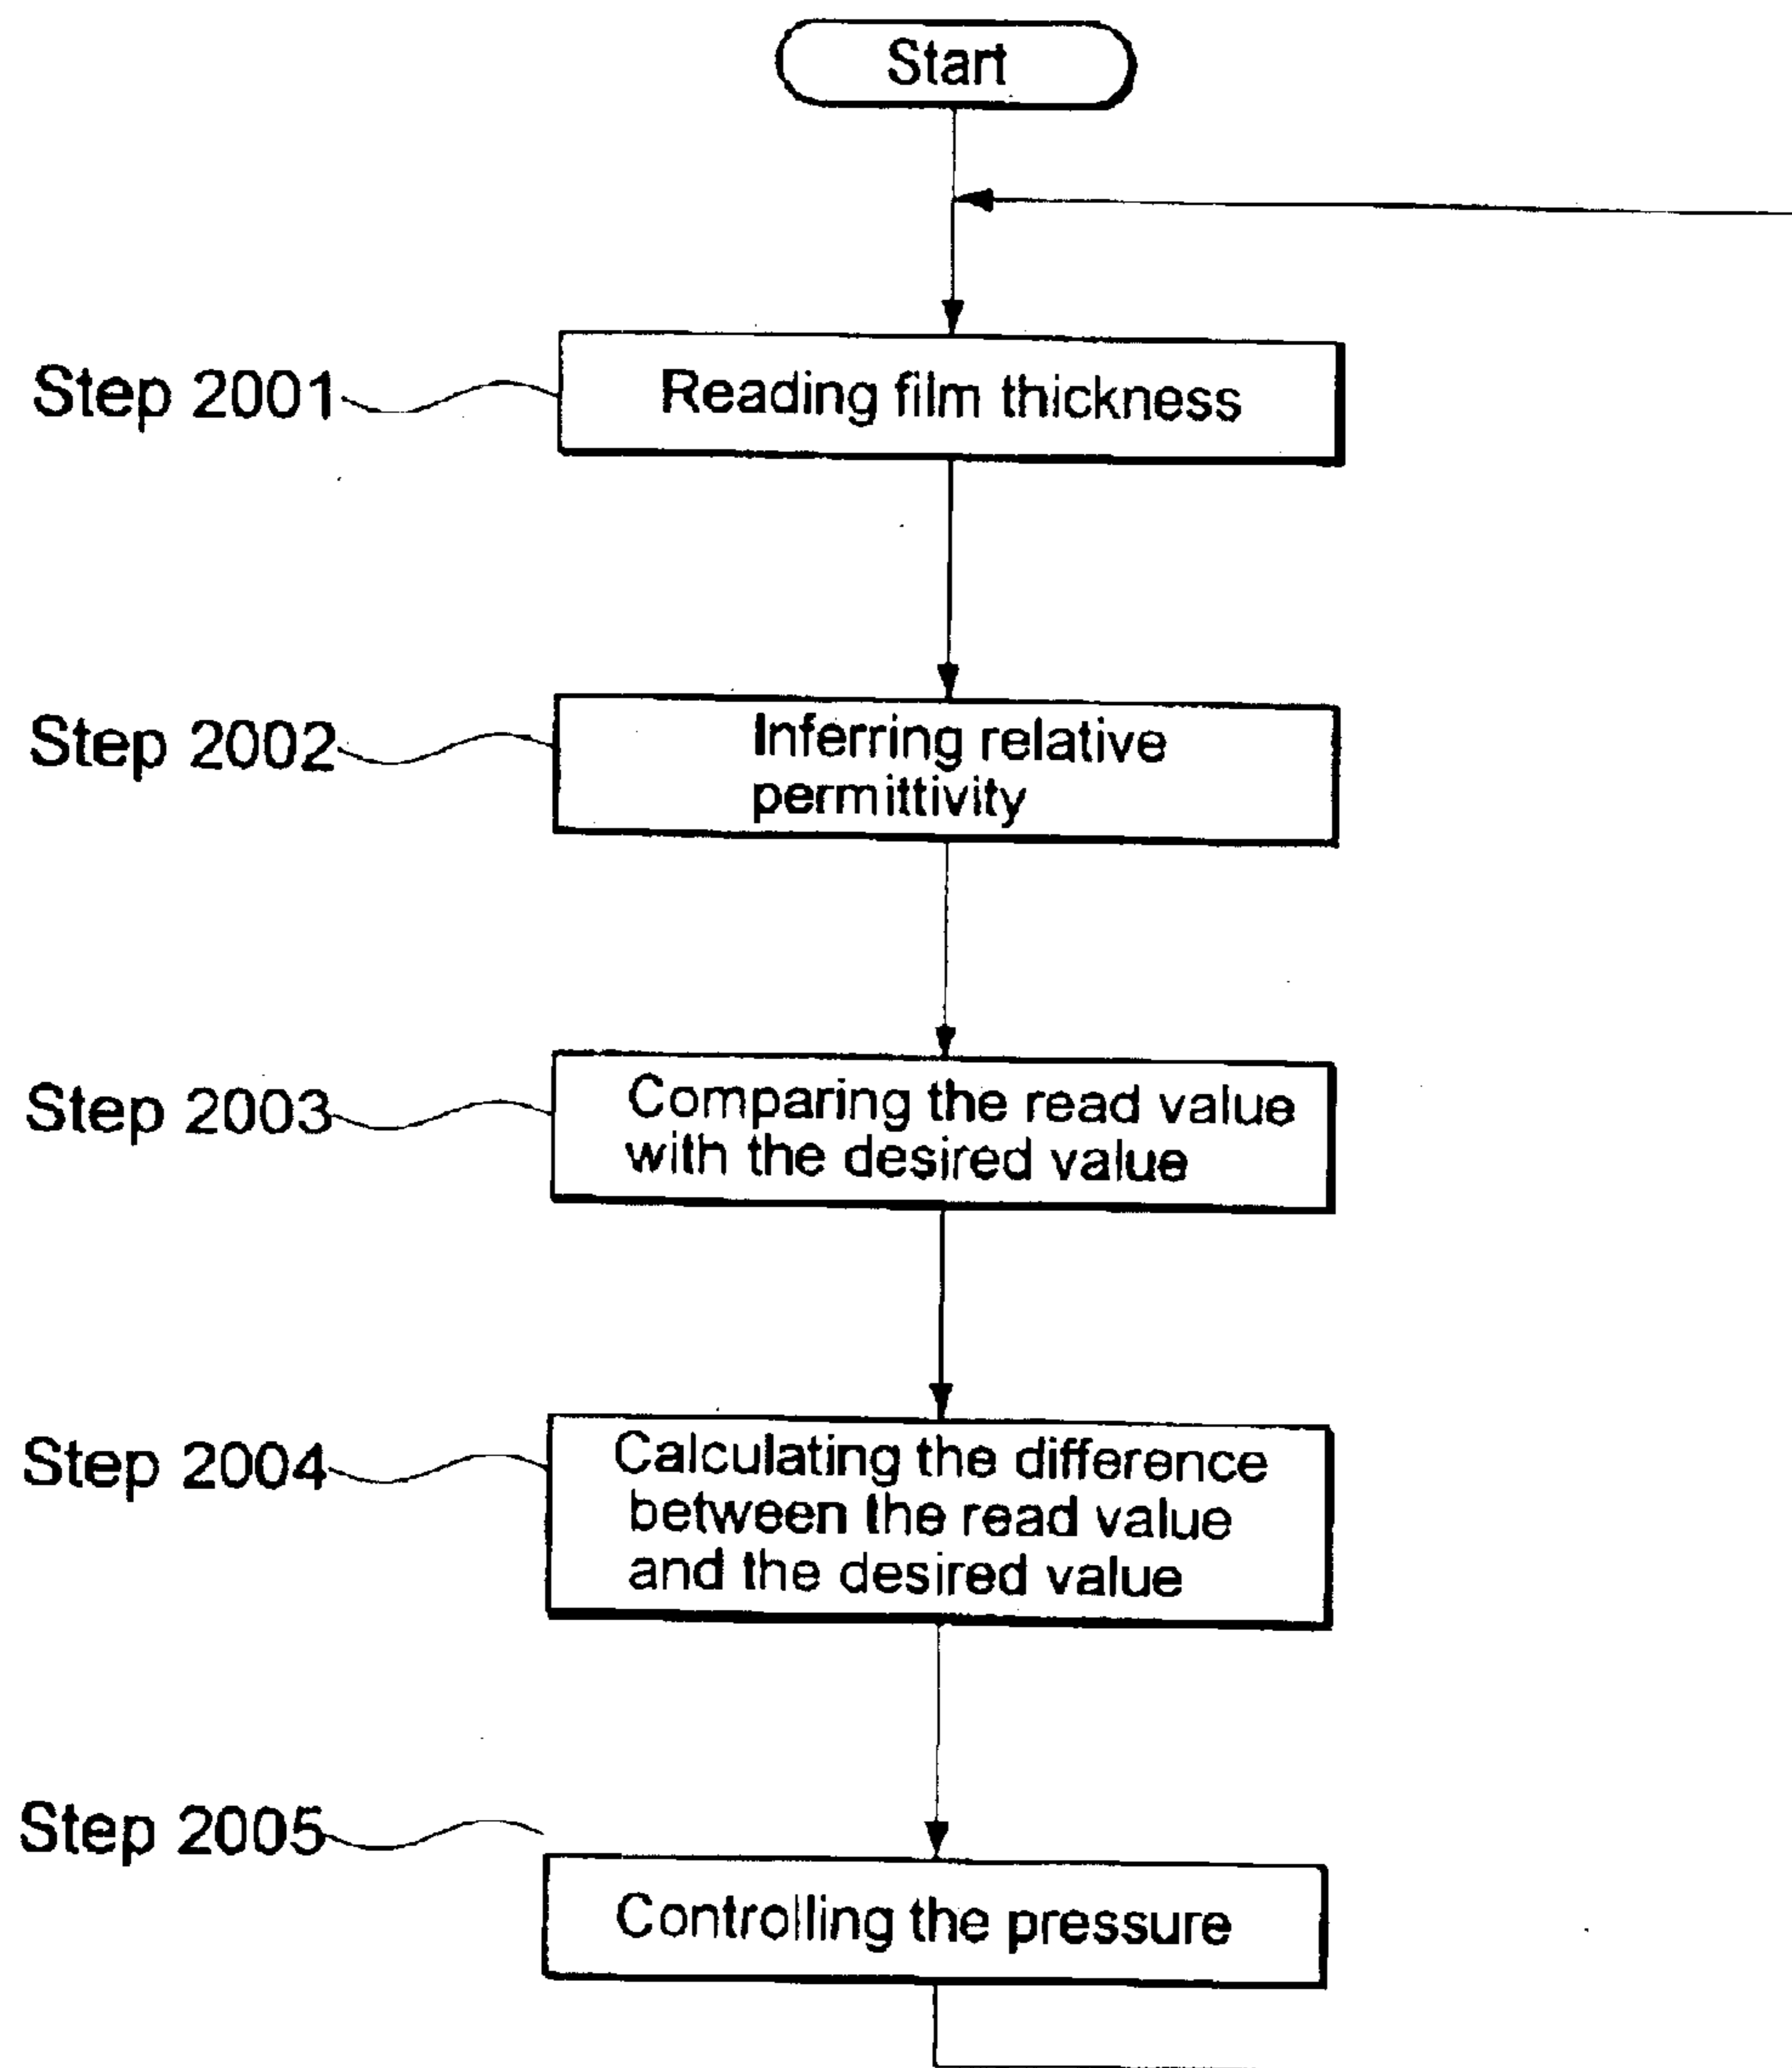 Start
Step 2001
Reading film thickness
Step 2002
Inferring relative
permittivity
Step 2003
Comparing the read value
with the desired value
Step 2004
Calculating the difference
between the read value
and the desired value
Step 2005
Controlling the pressure